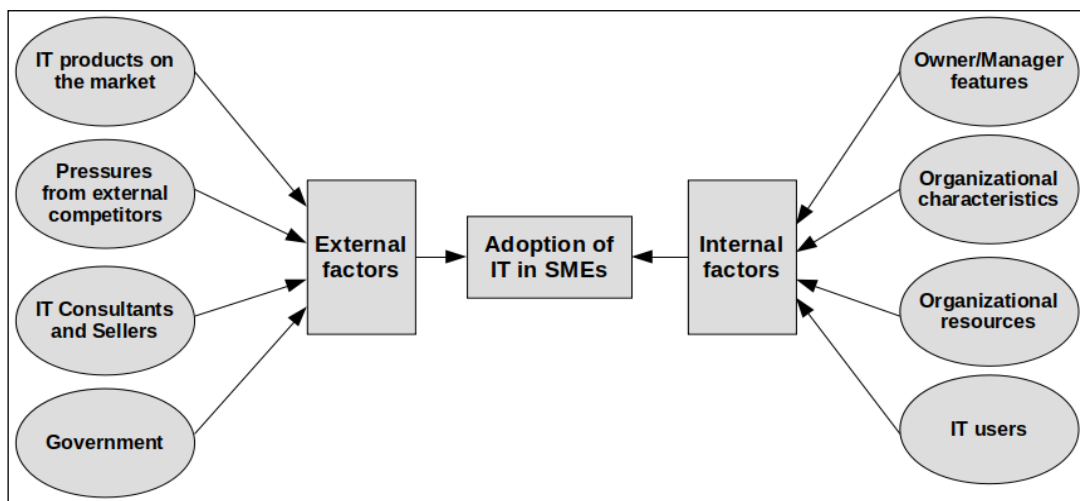 IT products on
the market
Pressures
from external
competitors
IT Consultants
and Sellers
Government
External
factors
Adoption of
IT in SMEs
Internal
factors
Owner/Manager
features
Organizational
characteristics
Organizational
resources
IT users